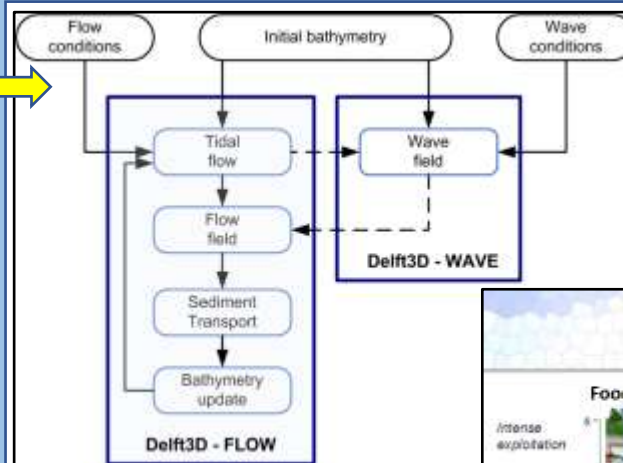 Flow
conditions
Initial bathymetry
Wave
conditions
Tidal
flow
Wave
field
Flow
field
Delft3D - WAVE
Sediment
Transport
Bathymetry
update
Delft3D - FLOW
Intense
exploitation